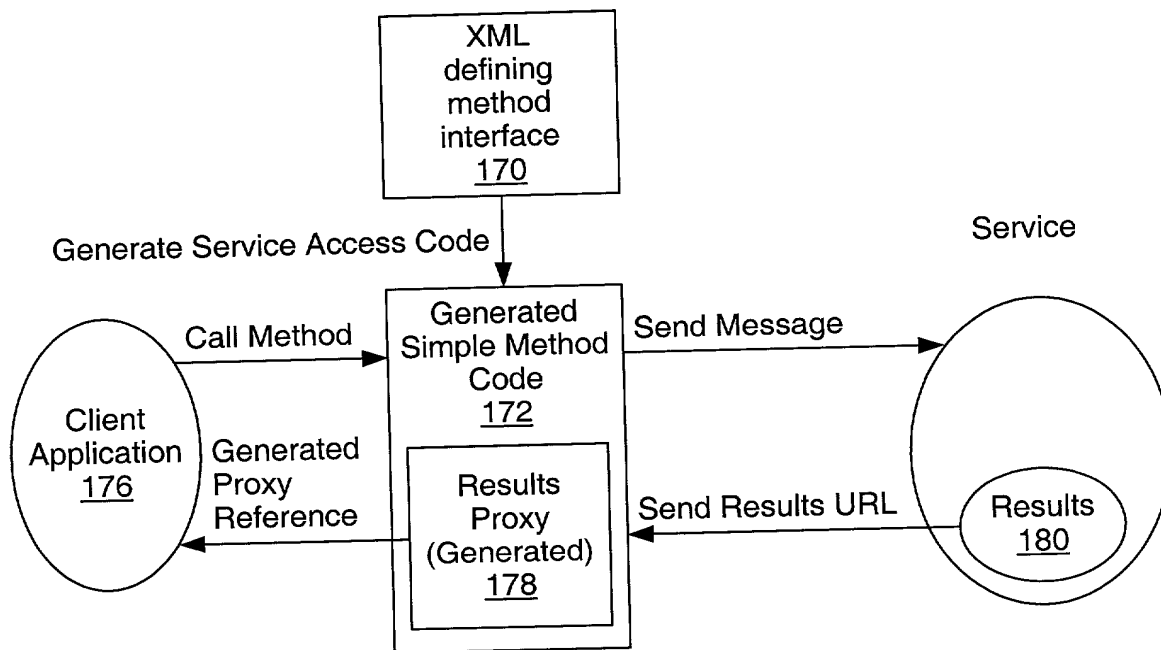 XML
defining
method
interface
170
Generate Service Access Code
Service
Call Method
Generated
Simple Method
Code
172
Send Message
Client
Application
176
Generated
Proxy
Reference
Results
Proxy
(Generated)
178
Send Results URL
Results
180